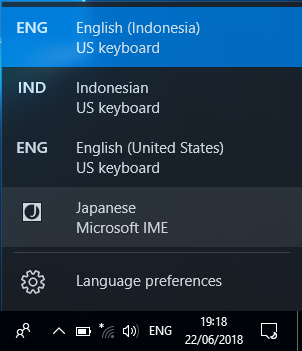 ENG English (Indonesia)
US keyboard
IND Indonesian
US keyboard
ENG English (United States)
US keyboard
J Japanese
Microsoft IME
Language preferences
ENG 19:18
22/06/2018